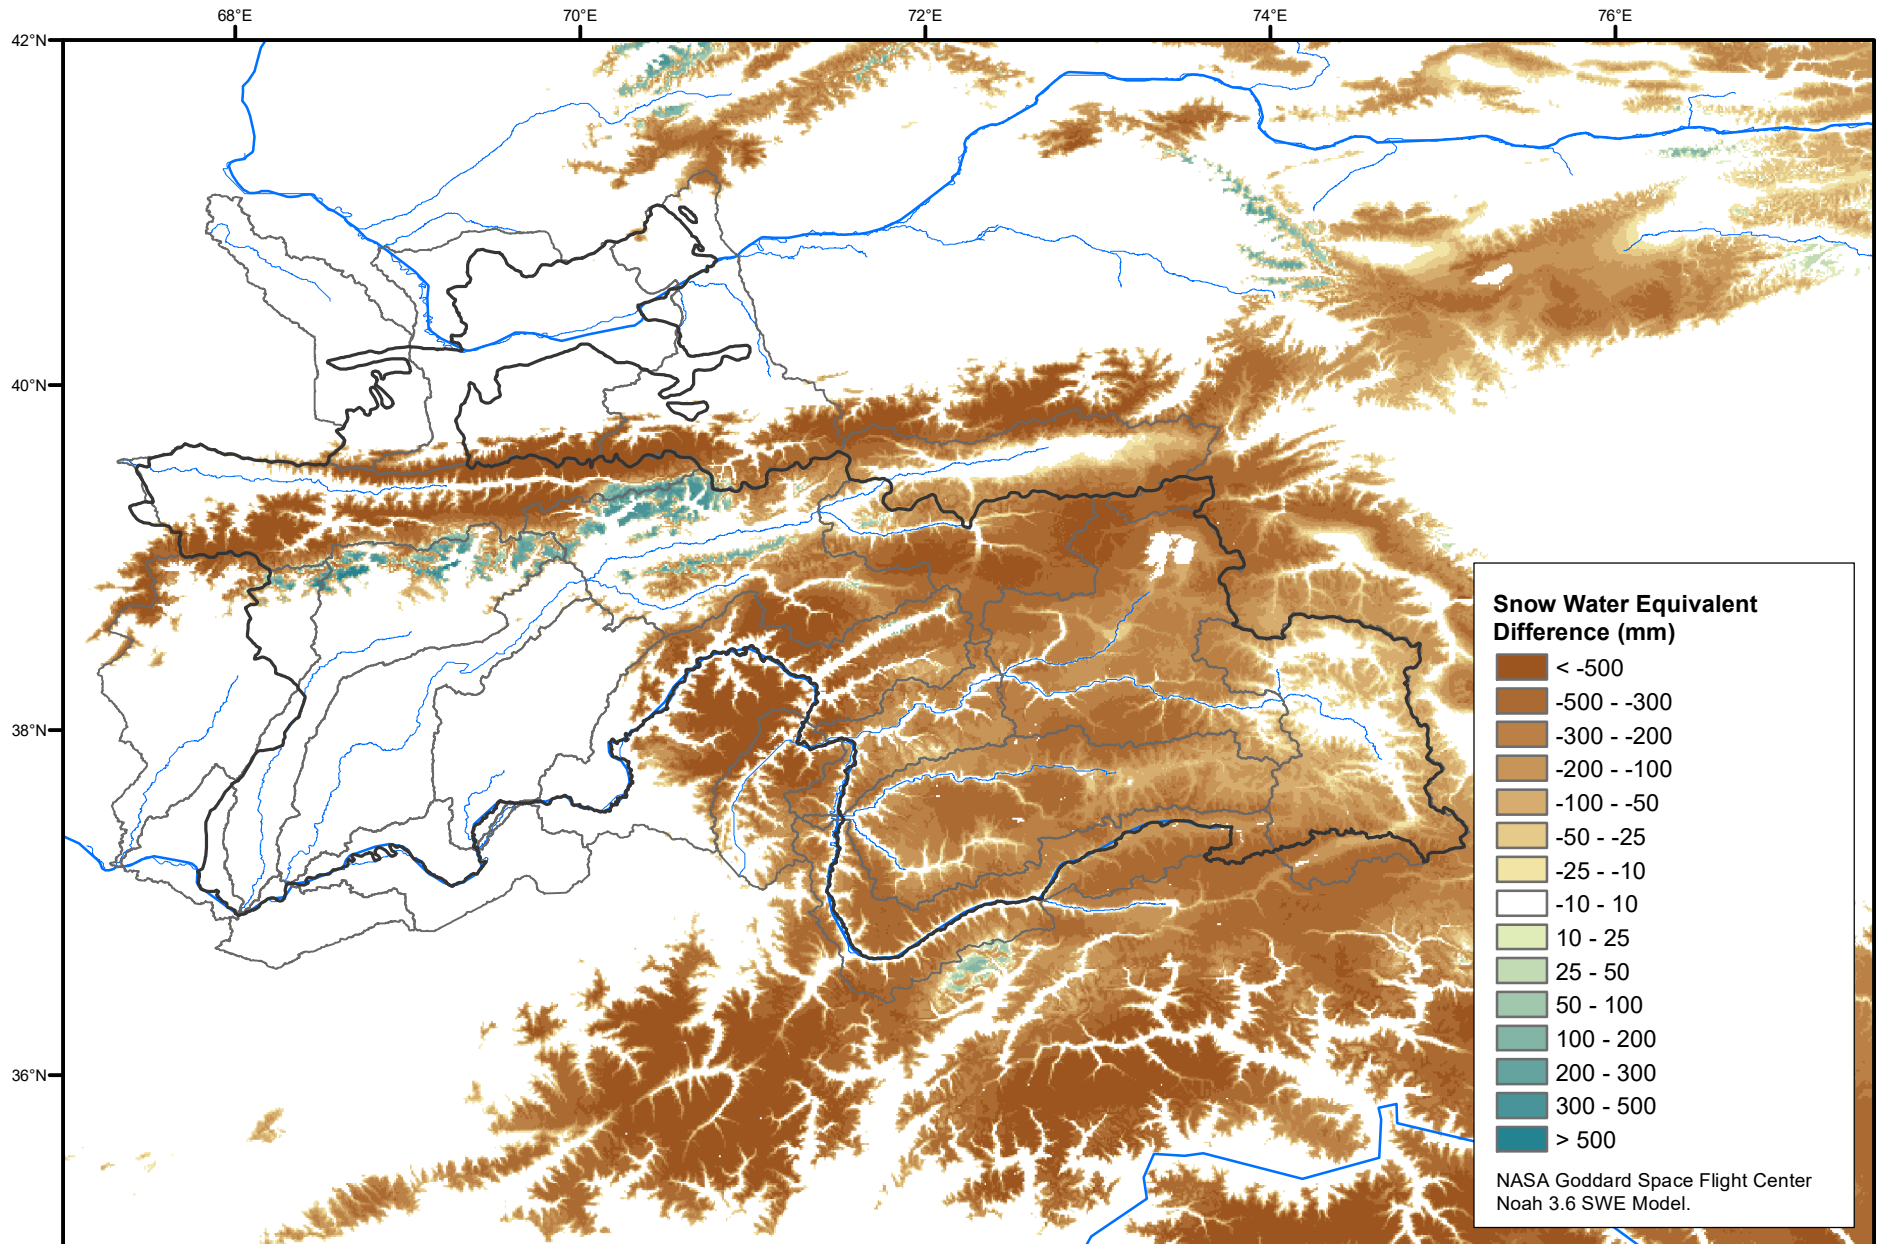 68°E
70°E
72°E
74°E
76°E
42°N
40°N
38°N
36°N
Snow Water Equivalent
Difference (mm)
< -500
-500 - -300
-300 - -200
-200 - -100
-100 - -50
-50 - -25
-25 - -10
-10 - 10
10 - 25
25 - 50
50 - 100
100 - 200
200 - 300
300 - 500
> 500
NASA Goddard Space Flight Center
Noah 3.6 SWE Model.